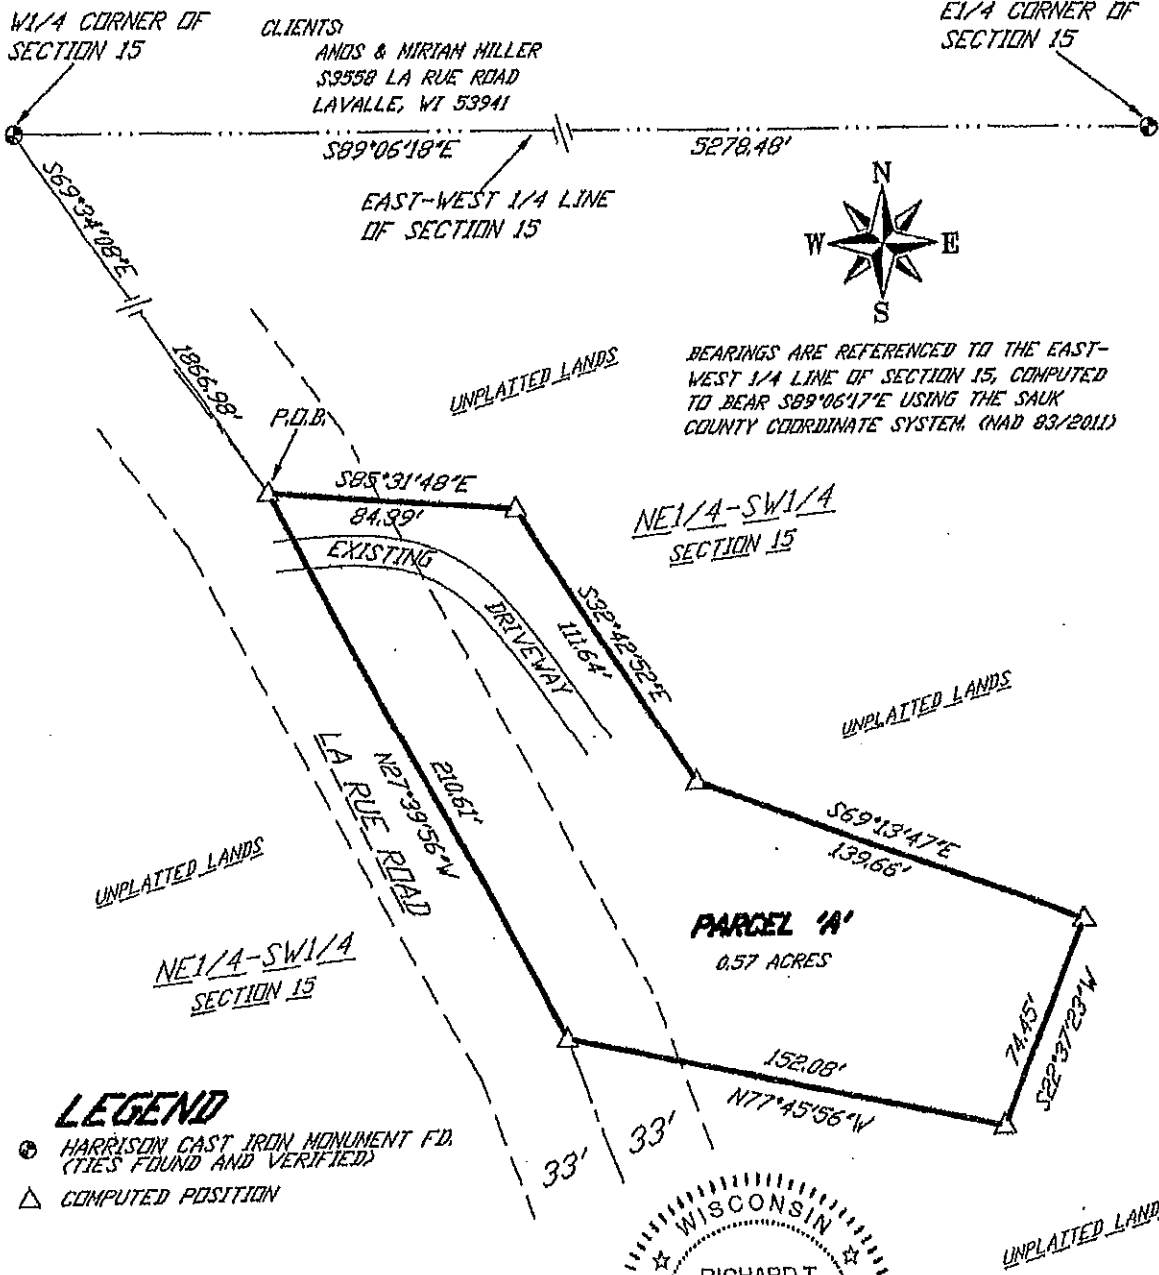 W1/4 CORNER OF
SECTION 15
CLIENTS:
AMOS & MIRIAM MILLER
S3558 LA RUE ROAD
LAVALLE, WI 53941
E1/4 CORNER OF
SECTION 15
S89°06'18"E
5278.48'
EAST-WEST 1/4 LINE
OF SECTION 15
S69°34'08"E
1866.98'
N
W
E
S
BEARINGS ARE REFERENCED TO THE EAST-
WEST 1/4 LINE OF SECTION 15, COMPUTED
TO BEAR S89°06'17"E USING THE SAUK
COUNTY COORDINATE SYSTEM. (NAD 83/2011)
UNPLATTED LANDS
P.O.B.
S85°31'48"E
84.99'
EXISTING
DRIVEWAY
NE1/4-SW1/4
SECTION 15
S32°42'52"E
111.64'
UNPLATTED LANDS
LA RUE ROAD
N27°39'56"W
210.61'
S69°13'47"E
139.66'
UNPLATTED LANDS
PARCEL 'A'
0.57 ACRES
NE1/4-SW1/4
SECTION 15
74.45'
S22°37'23"W
152.08'
N77°45'56"W
LEGEND
HARRISON CAST IRON MONUMENT FD.
(TIES FOUND AND VERIFIED)
COMPUTED POSITION
33'
33'
WISCONSIN
RICHARD T.
UNPLATTED LAND